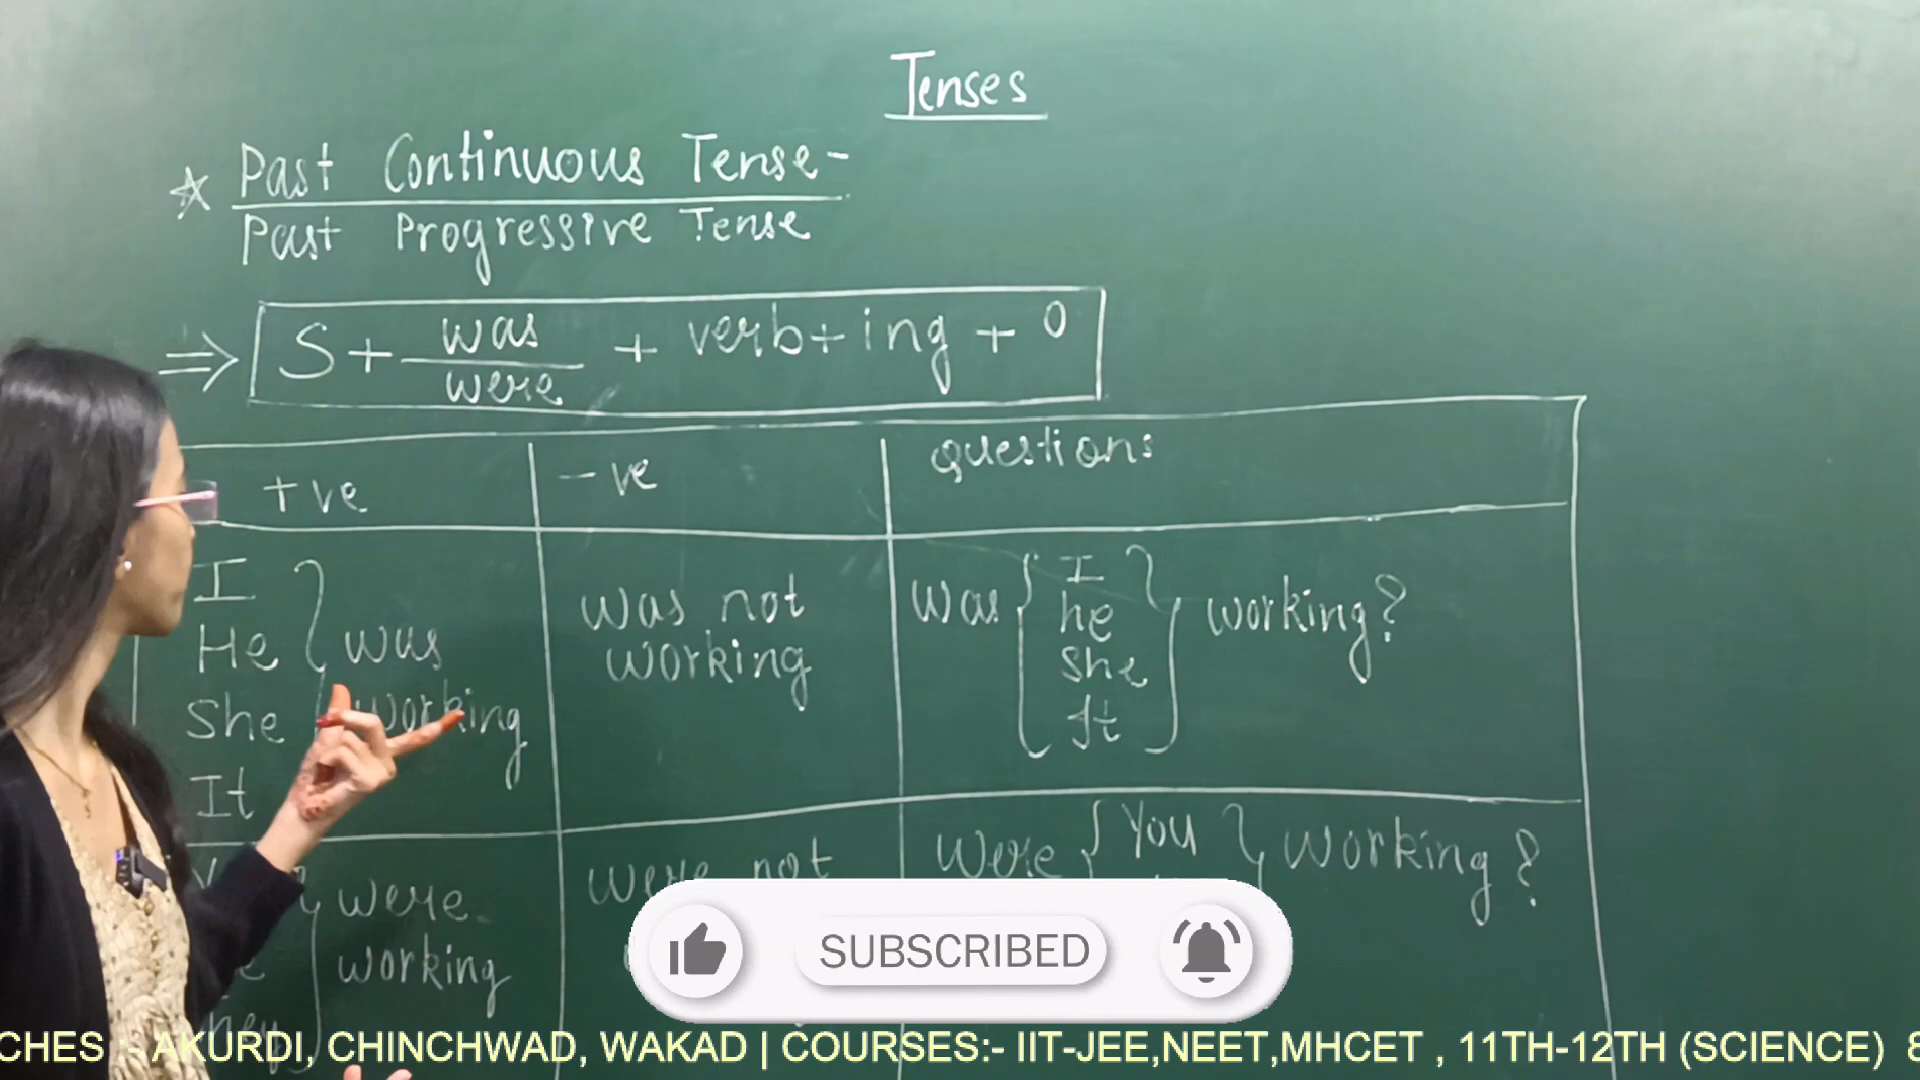 Tenses
☆ Past Continuous Tense-
Past Progressive Tense
⇒ S + was/were + verb+ing + O
+ve -ve questions
I
He
She
It
was
working
was not
working
was { I he she It } working?
were
working
were not
were { You } working?
SUBSCRIBED
CHES :- AKURDI, CHINCHWAD, WAKAD | COURSES:- IIT-JEE,NEET,MHCET , 11TH-12TH (SCIENCE) 8